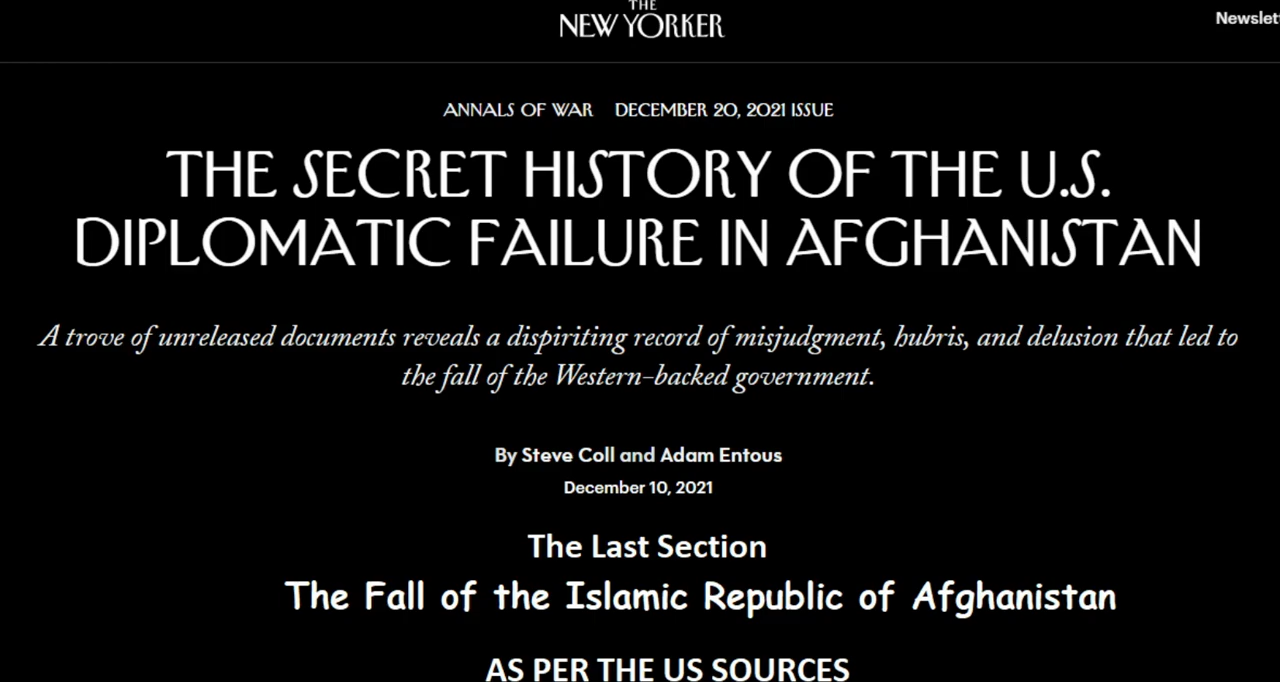 THE
NEW YORKER
Newslet
ANNALS OF WAR DECEMBER 20, 2021 ISSUE
THE SECRET HISTORY OF THE U.S.
DIPLOMATIC FAILURE IN AFGHANISTAN
A trove of unreleased documents reveals a dispiriting record of misjudgment, hubris, and delusion that led to
the fall of the Western-backed government.
By Steve Coll and Adam Entous
December 10, 2021
The Last Section
The Fall of the Islamic Republic of Afghanistan
AS PER THE US SOURCES